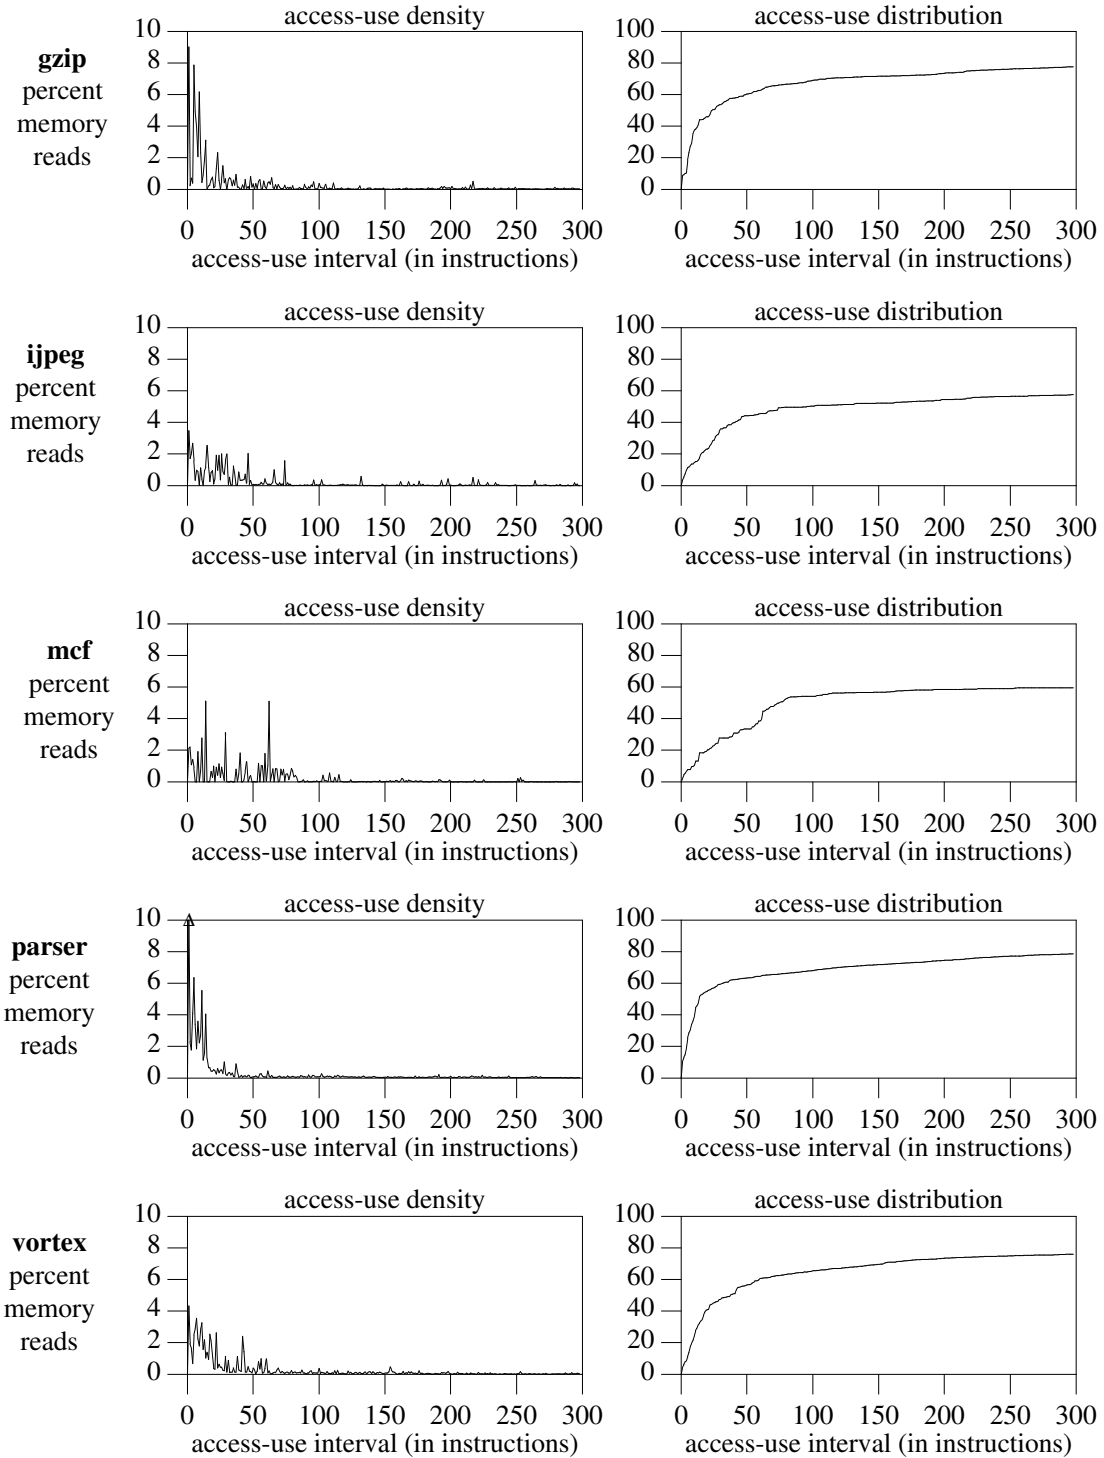 access-use density
access-use distribution
gzip
percent
memory
reads
10
8
6
4
2
0
0 50 100 150 200 250 300
access-use interval (in instructions)
100
80
60
40
20
0
0 50 100 150 200 250 300
access-use interval (in instructions)
access-use density
access-use distribution
ijpeg
percent
memory
reads
10
8
6
4
2
0
0 50 100 150 200 250 300
access-use interval (in instructions)
100
80
60
40
20
0
0 50 100 150 200 250 300
access-use interval (in instructions)
access-use density
access-use distribution
mcf
percent
memory
reads
10
8
6
4
2
0
0 50 100 150 200 250 300
access-use interval (in instructions)
100
80
60
40
20
0
0 50 100 150 200 250 300
access-use interval (in instructions)
access-use density
access-use distribution
parser
percent
memory
reads
10
8
6
4
2
0
0 50 100 150 200 250 300
access-use interval (in instructions)
100
80
60
40
20
0
0 50 100 150 200 250 300
access-use interval (in instructions)
access-use density
access-use distribution
vortex
percent
memory
reads
10
8
6
4
2
0
0 50 100 150 200 250 300
access-use interval (in instructions)
100
80
60
40
20
0
0 50 100 150 200 250 300
access-use interval (in instructions)